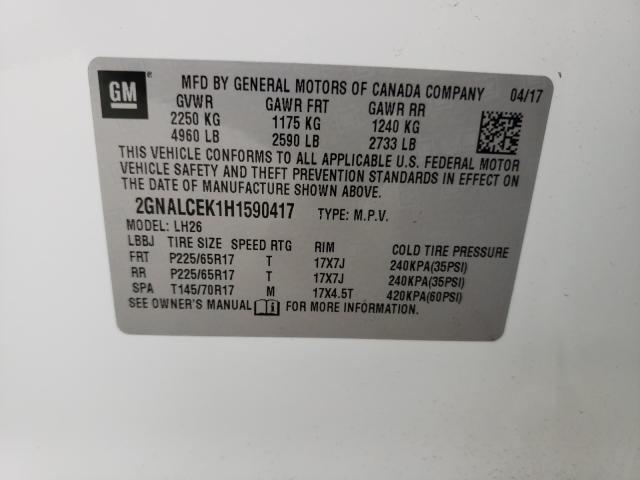 GM
MFD BY GENERAL MOTORS OF CANADA COMPANY 04/17
GVWR GAWR FRT GAWR RR
2250 KG 1175 KG 1240 KG
4960 LB 2590 LB 2733 LB
THIS VEHICLE CONFORMS TO ALL APPLICABLE U.S. FEDERAL MOTOR
VEHICLE SAFETY AND THEFT PREVENTION STANDARDS IN EFFECT ON
THE DATE OF MANUFACTURE SHOWN ABOVE.
2GNALCEK1H1590417 TYPE: M.P.V.
MODEL: LH26
LBBJ TIRE SIZE SPEED RTG RIM COLD TIRE PRESSURE
FRT P225/65R17 T 17X7J 240KPA(35PSI)
RR P225/65R17 T 17X7J 240KPA(35PSI)
SPA T145/70R17 M 17X4.5T 420KPA(60PSI)
SEE OWNER'S MANUAL FOR MORE INFORMATION.